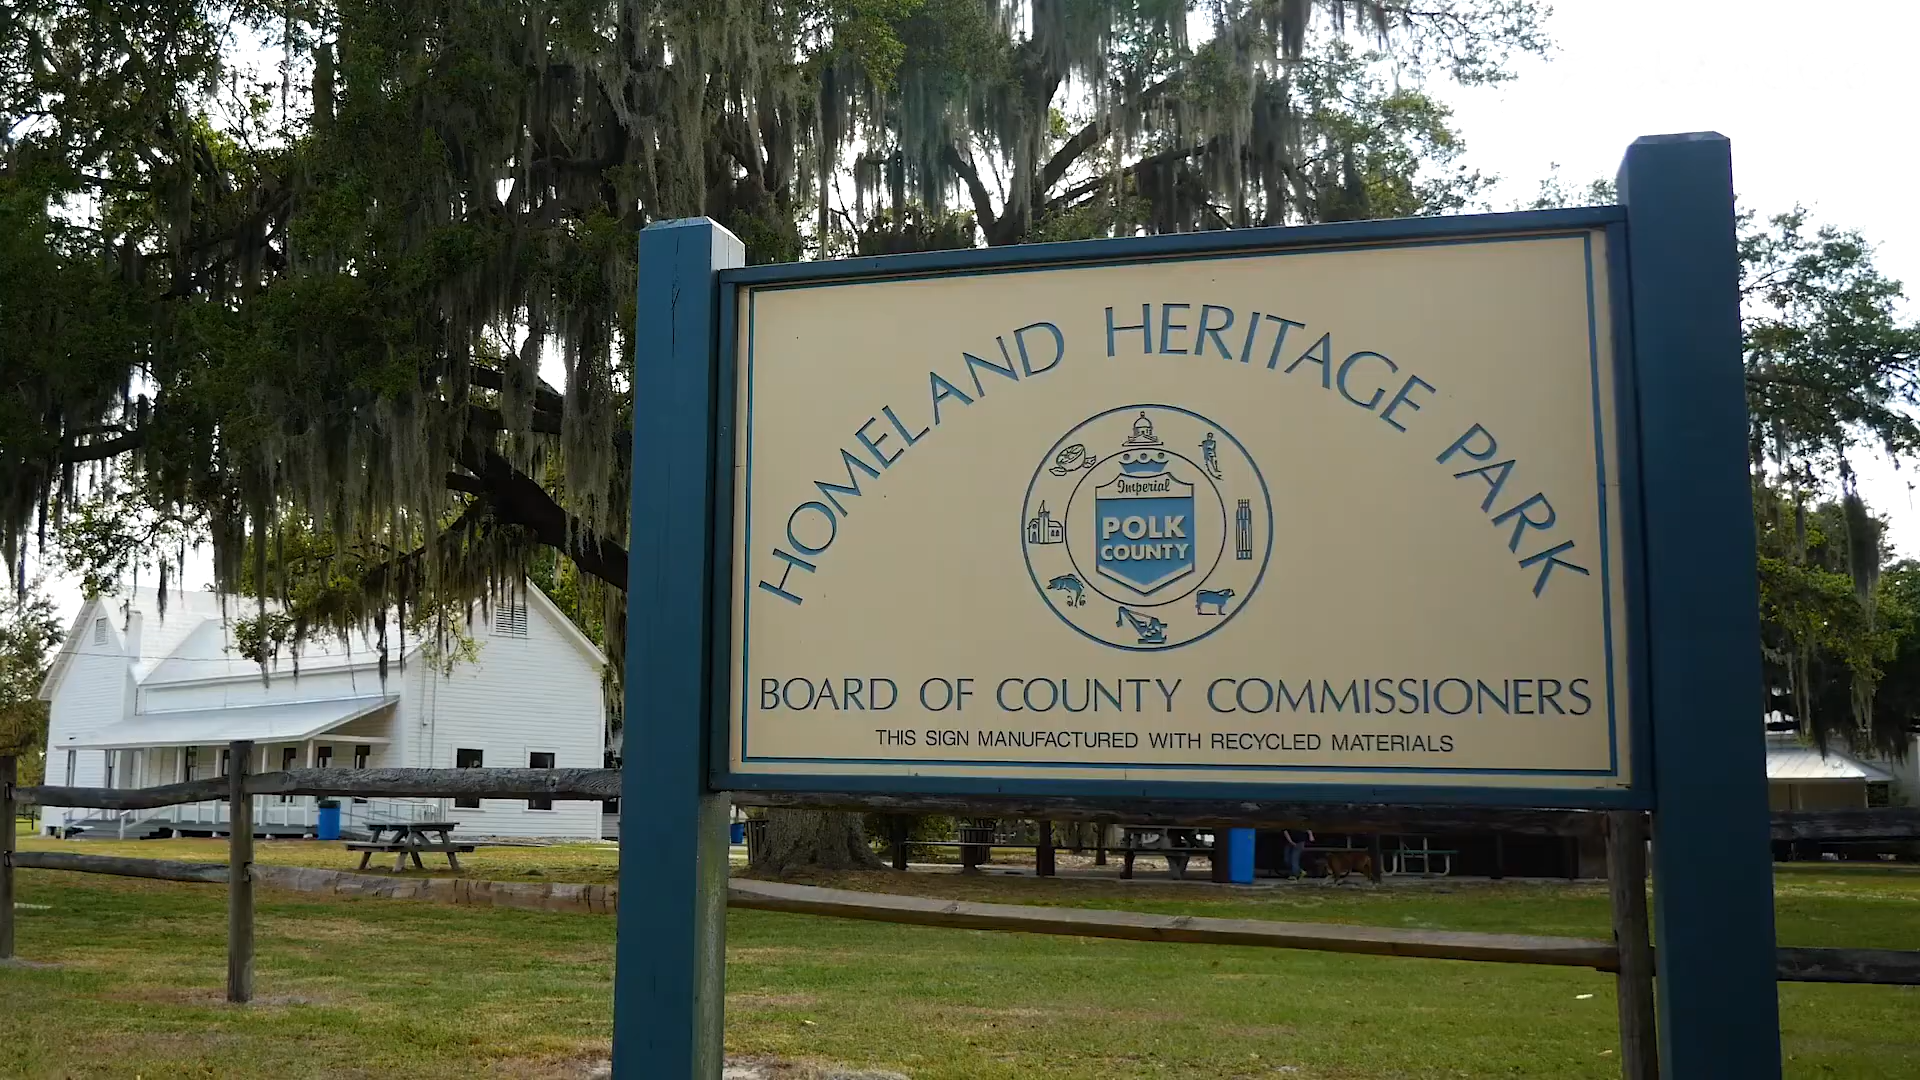 HOMELAND HERITAGE PARK
Imperial
POLK
COUNTY
BOARD OF COUNTY COMMISSIONERS
THIS SIGN MANUFACTURED WITH RECYCLED MATERIALS